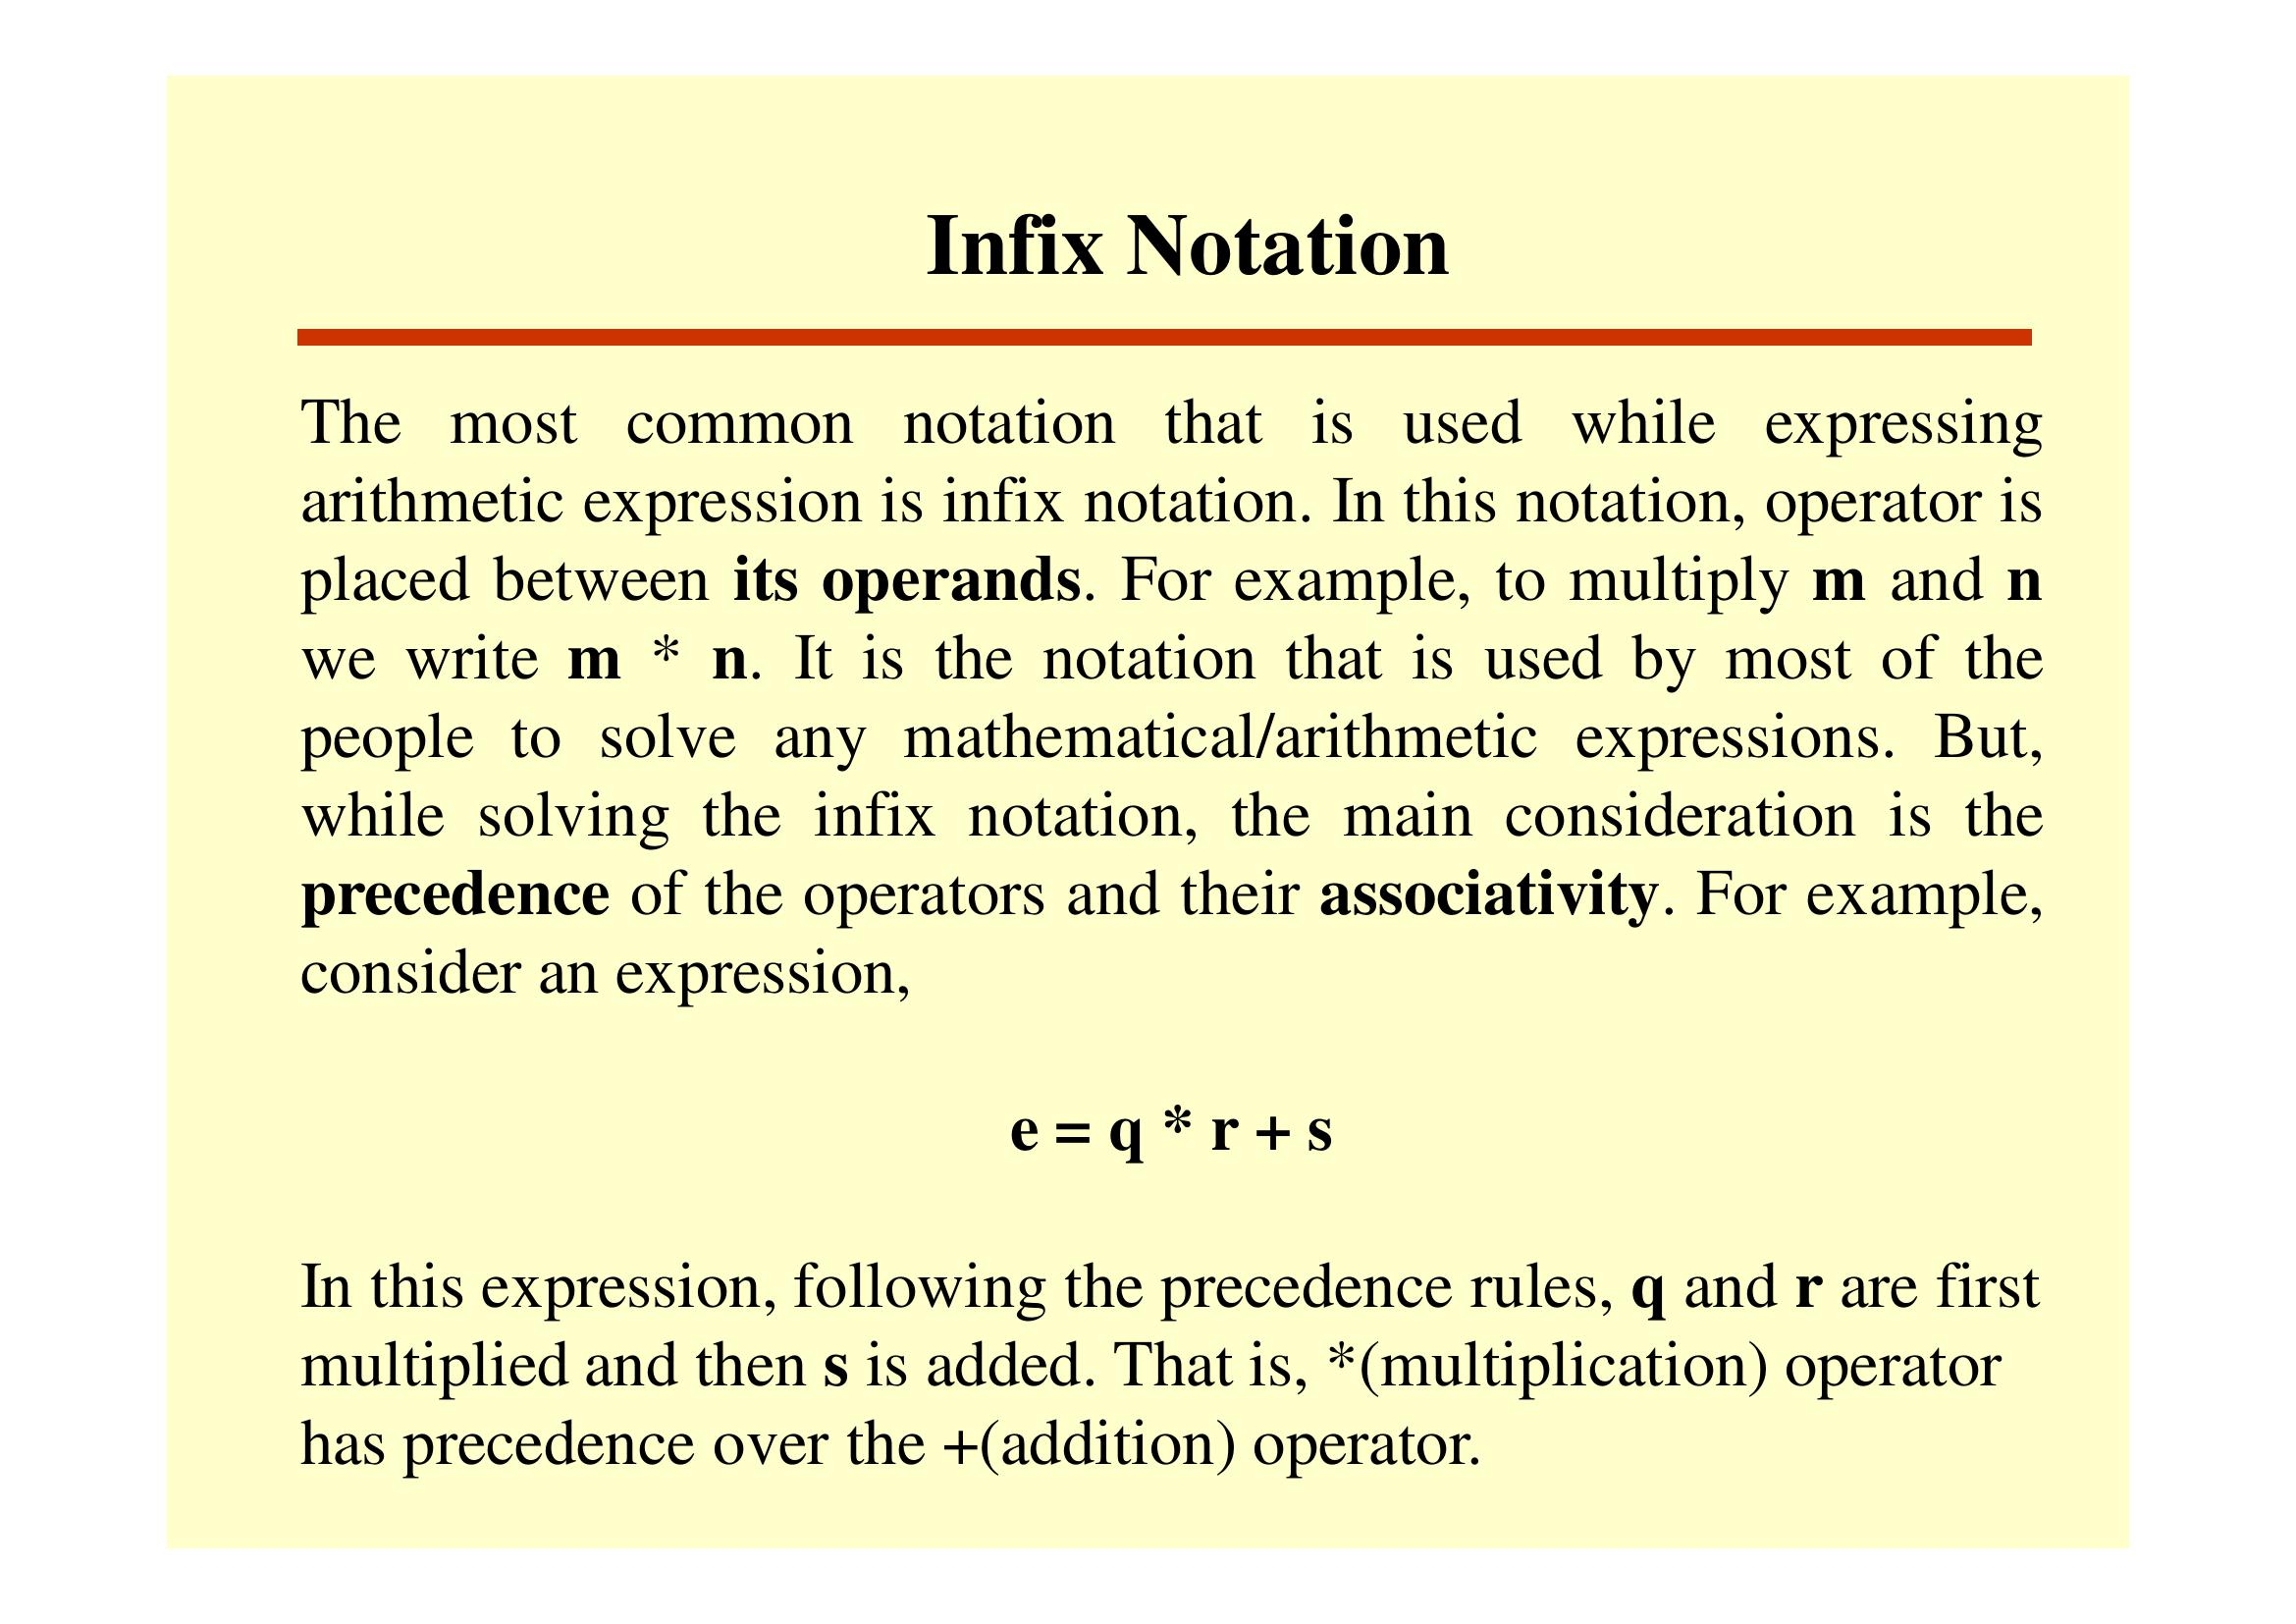 Infix Notation
The most common notation that is used while expressing
arithmetic expression is infix notation. In this notation, operator is
placed between its operands. For example, to multiply m and n
we write m * n. It is the notation that is used by most of the
people to solve any mathematical/arithmetic expressions. But,
while solving the infix notation, the main consideration is the
precedence of the operators and their associativity. For example,
consider an expression,
e = q * r + s
In this expression, following the precedence rules, q and r are first
multiplied and then s is added. That is, *(multiplication) operator
has precedence over the +(addition) operator.